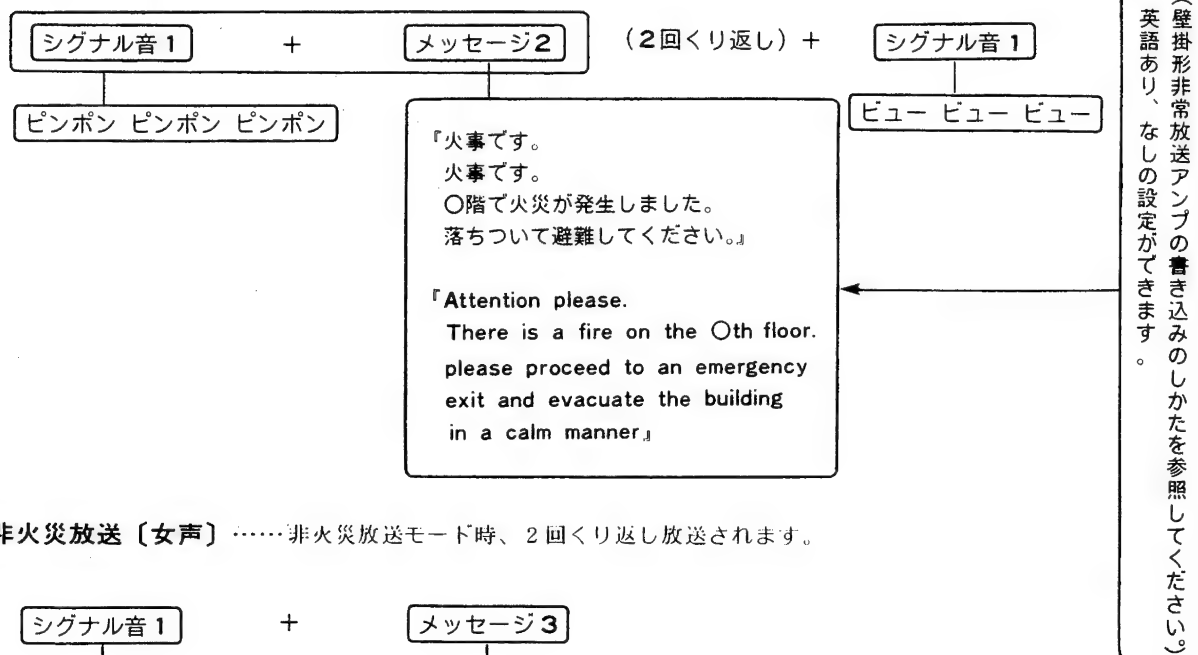 シグナル音1 + メッセージ2 (2回くり返し) + シグナル音1
ピンポン ピンポン ピンポン
ビュー ビュー ビュー
『火事です。
火事です。
○階で火災が発生しました。
落ちついて避難してください。』
『Attention please.
There is a fire on the ○th floor.
please proceed to an emergency
exit and evacuate the building
in a calm manner』
(壁掛形非常放送アンプの書き込みのしかたを参照してください。)
英語あり、なしの設定ができます。
非火災放送〔女声〕……非火災放送モード時、2回くり返し放送されます。
シグナル音1 + メッセージ3